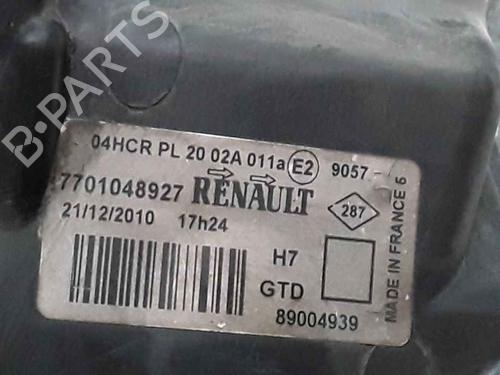 B-PARTS
04HCR PL 20 02A 011a E2 9057 -
7701048927 RENAULT
287
21/12/2010 17h24
H7
GTD
89004939
MADE IN FRANCE 5